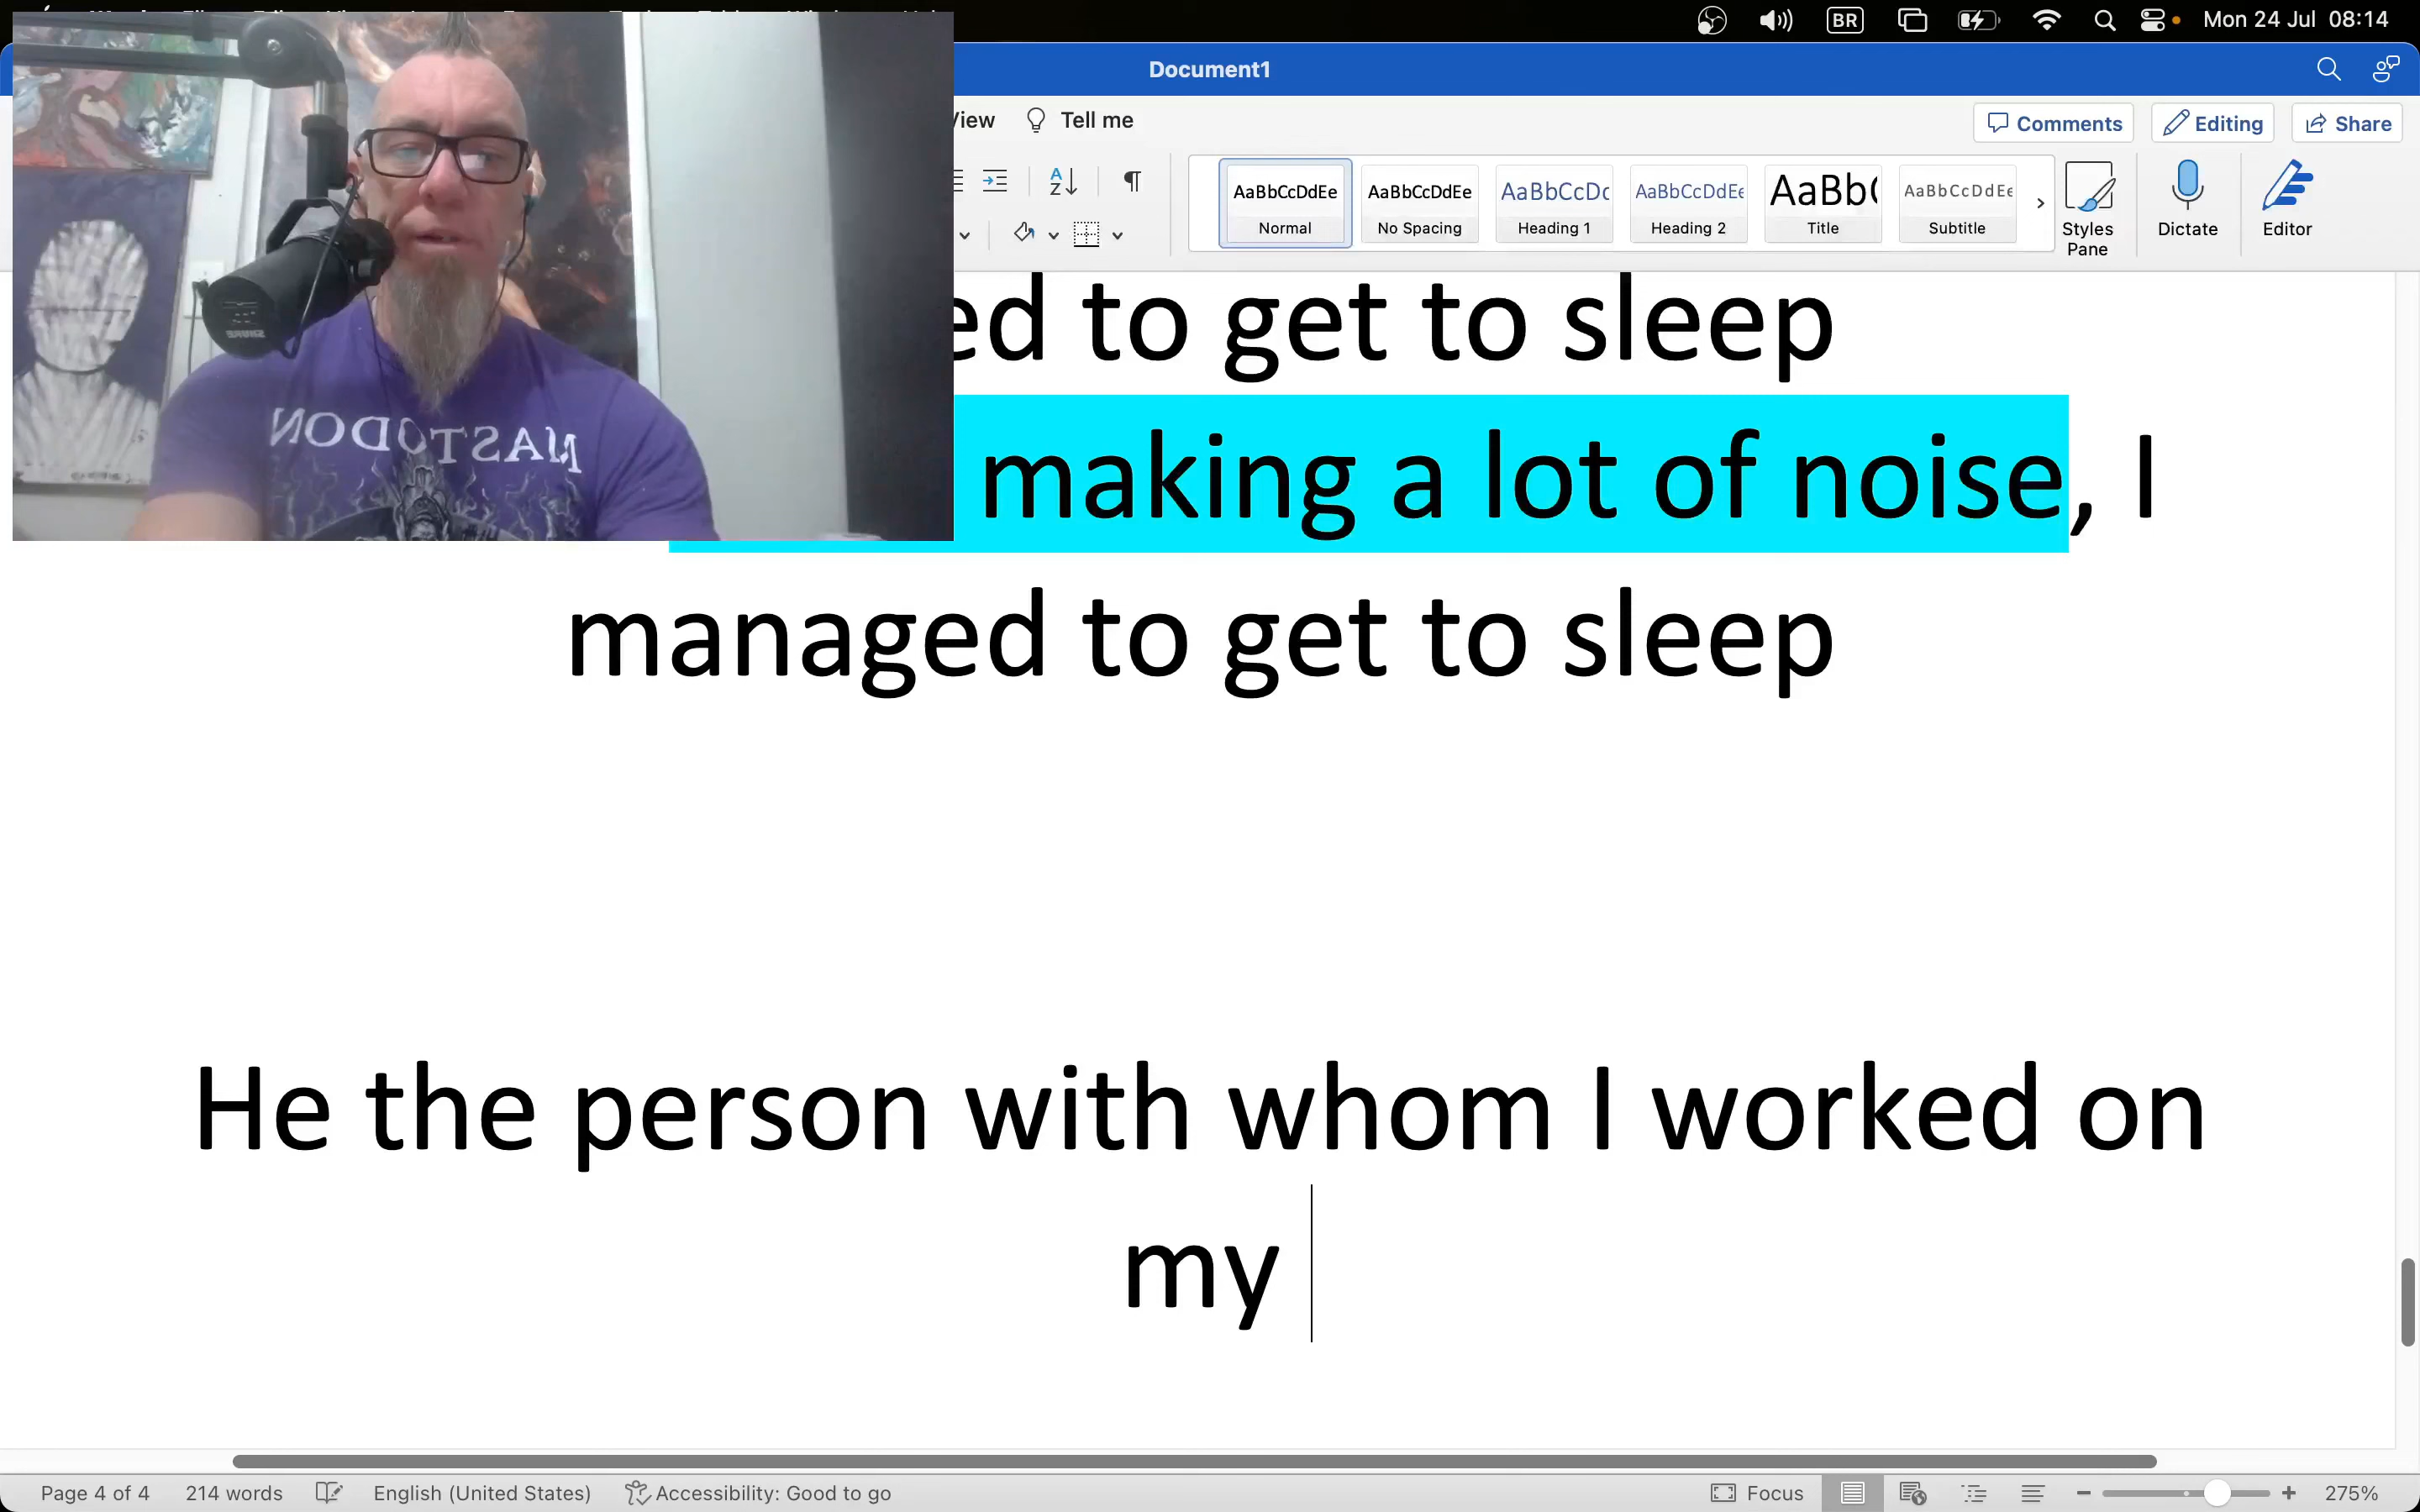 BR
Mon 24 Jul 08:14
Document1
View
Tell me
Comments
Editing
Share
AaBbCcDdEe
AaBbCcDdEe
AaBbCcDc
AaBbCcDdEe
AaBb(
AaBbCcDdEe
Normal
No Spacing
Heading 1
Heading 2
Title
Subtitle
Styles
Pane
Dictate
Editor
MASTODON
SHURE
ed to get to sleep
making a lot of noise, I
managed to get to sleep
He the person with whom I worked on
my
Page 4 of 4
214 words
English (United States)
Accessibility: Good to go
Focus
275%